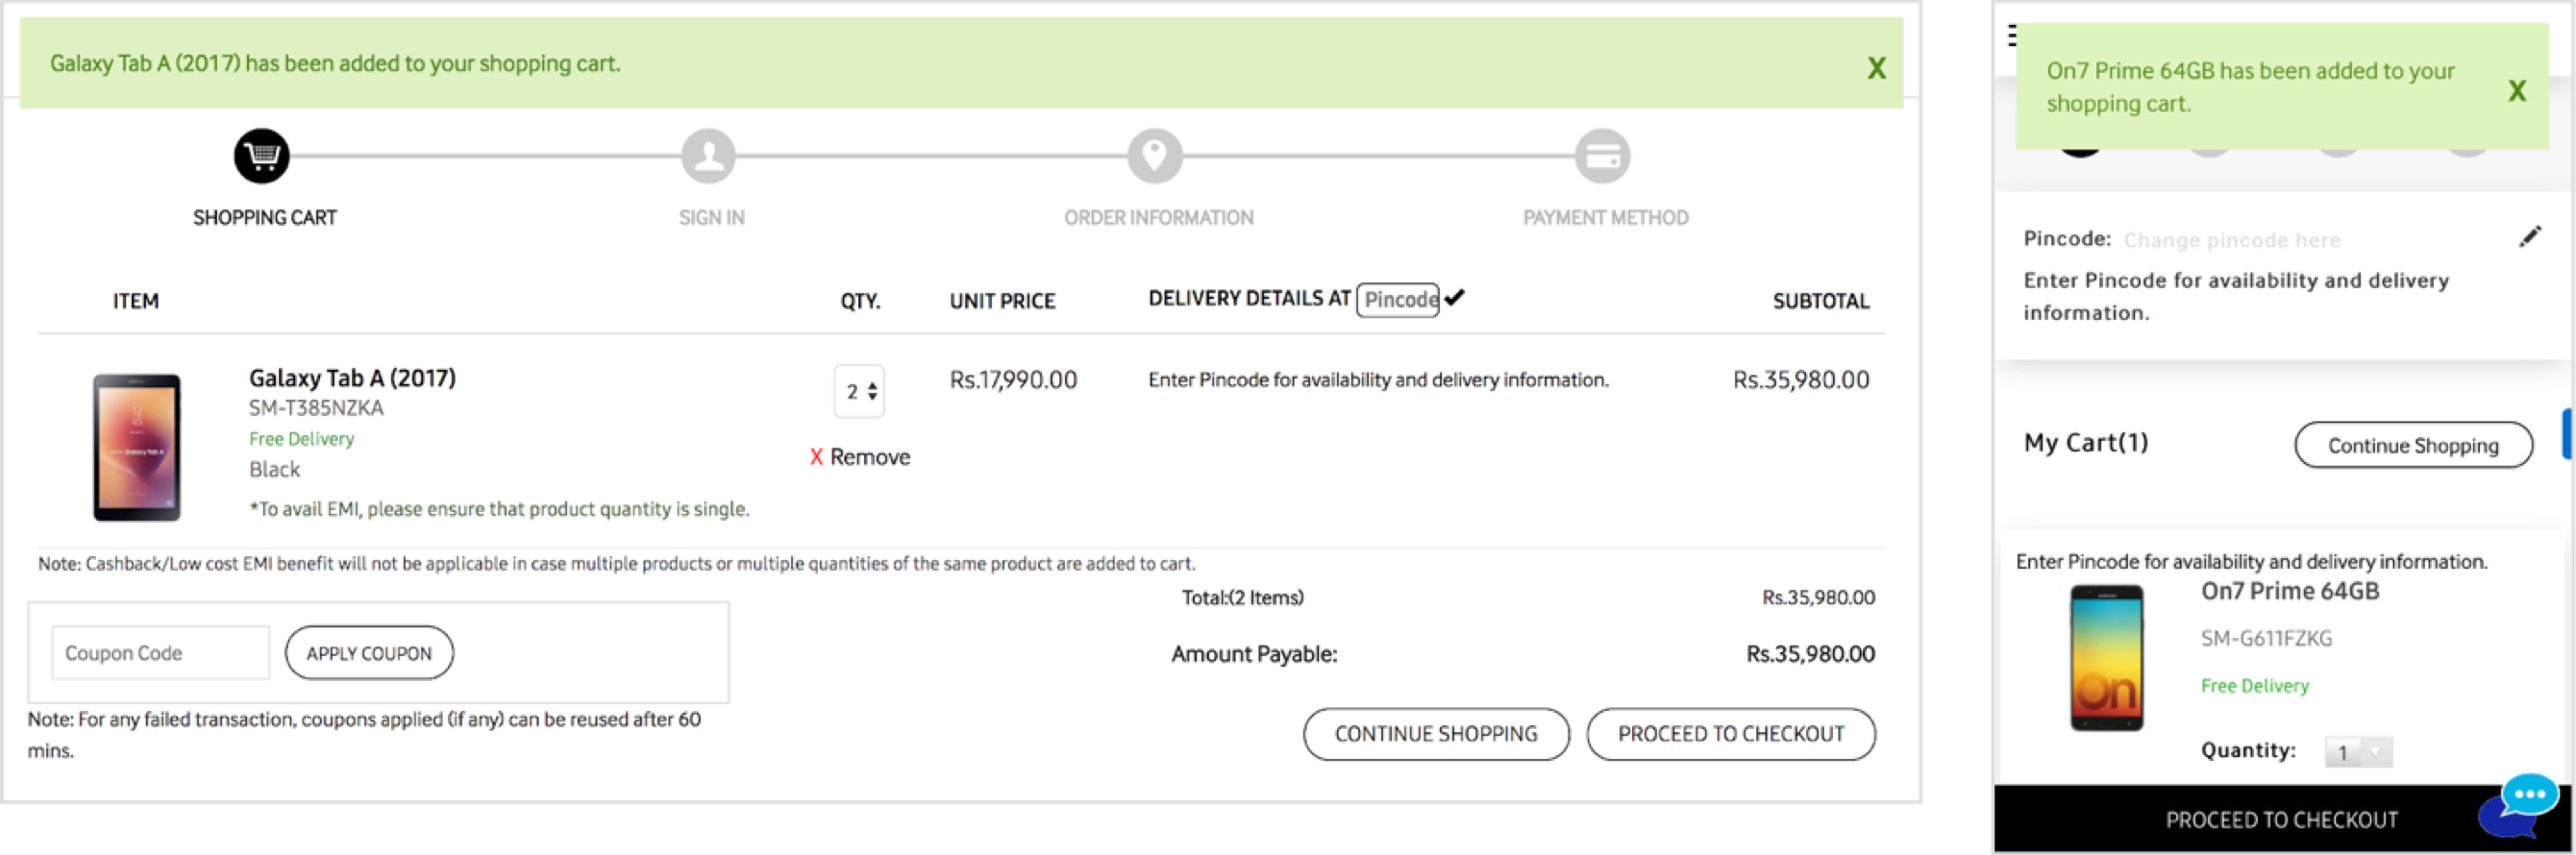 Galaxy Tab A (2017) has been added to your shopping cart.
X
SHOPPING CART
SIGN IN
ORDER INFORMATION
PAYMENT METHOD
ITEM
QTY.
UNIT PRICE
DELIVERY DETAILS AT Pincode
SUBTOTAL
Galaxy Tab A (2017)
SM-T385NZKA
Free Delivery
Black
*To avail EMI, please ensure that product quantity is single.
2
X Remove
Rs.17,990.00
Enter Pincode for availability and delivery information.
Rs.35,980.00
Note: Cashback/Low cost EMI benefit will not be applicable in case multiple products or multiple quantities of the same product are added to cart.
Total:(2 Items)
Rs.35,980.00
Coupon Code
APPLY COUPON
Amount Payable:
Rs.35,980.00
Note: For any failed transaction, coupons applied (if any) can be reused after 60
mins.
CONTINUE SHOPPING
PROCEED TO CHECKOUT
On7 Prime 64GB has been added to your
shopping cart.
X
Pincode: Change pincode here
Enter Pincode for availability and delivery
information.
My Cart(1)
Continue Shopping
Enter Pincode for availability and delivery information.
On
On7 Prime 64GB
SM-G611FZKG
Free Delivery
Quantity: 1
PROCEED TO CHECKOUT